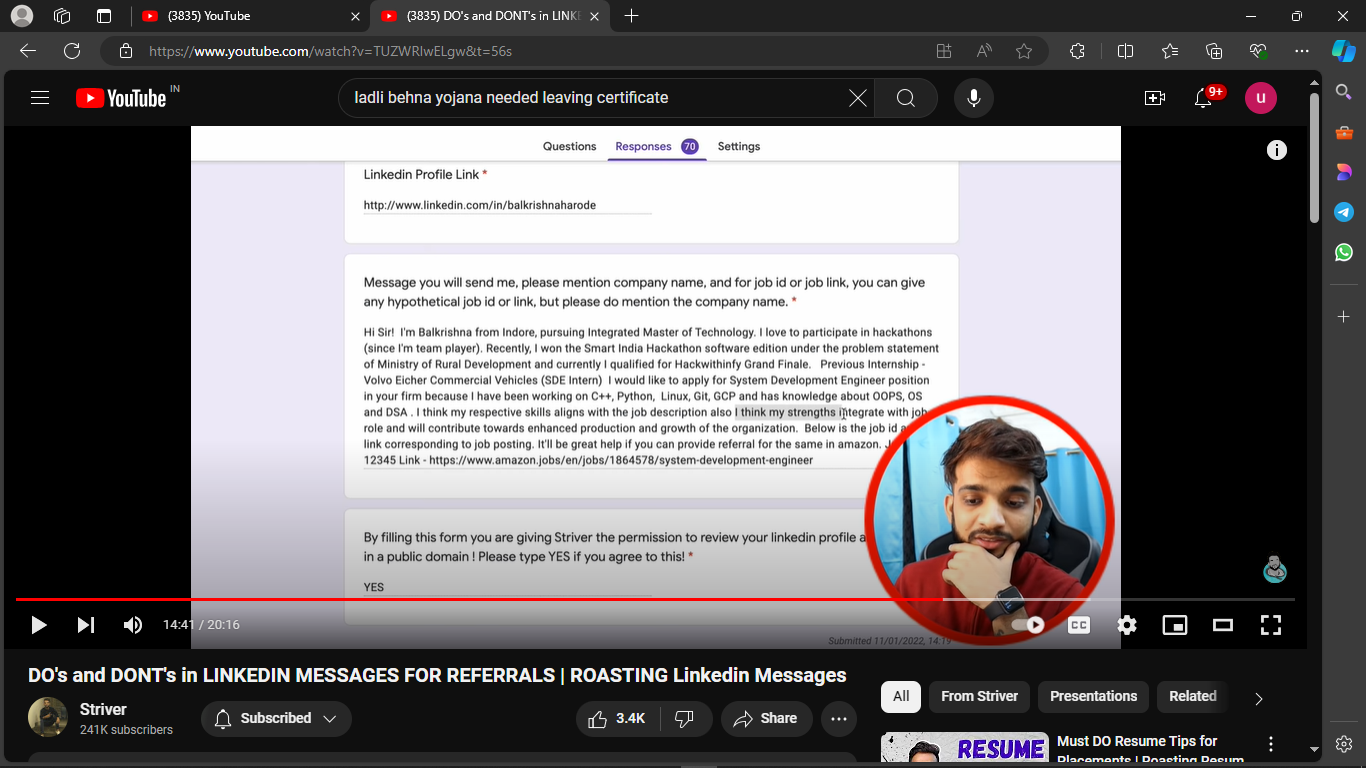 (3835) YouTube
(3835) DO's and DONT's in LINKE
https://www.youtube.com/watch?v=TUZWRlwELgw&t=56s
YouTube IN
ladli behna yojana needed leaving certificate
9+
u
Questions Responses 70 Settings
Linkedin Profile Link *
http://www.linkedin.com/in/balkrishnaharode
Message you will send me, please mention company name, and for job id or job link, you can give
any hypothetical job id or link, but please do mention the company name. *
Hi Sir! I'm Balkrishna from Indore, pursuing Integrated Master of Technology. I love to participate in hackathons
(since I'm team player). Recently, I won the Smart India Hackathon software edition under the problem statement
of Ministry of Rural Development and currently I qualified for Hackwithinfy Grand Finale. Previous Internship -
Volvo Eicher Commercial Vehicles (SDE Intern) I would like to apply for System Development Engineer position
in your firm because I have been working on C++, Python, Linux, Git, GCP and has knowledge about OOPS, OS
and DSA . I think my respective skills aligns with the job description also I think my strengths integrate with job
role and will contribute towards enhanced production and growth of the organization. Below is the job id
link corresponding to job posting. It'll be great help if you can provide referral for the same in amazon.
12345 Link - https://www.amazon.jobs/en/jobs/1864578/system-development-engineer
By filling this form you are giving Striver the permission to review your linkedin profile
in a public domain ! Please type YES if you agree to this! *
YES
Submitted 11/01/2022, 14:19
14:41 / 20:16
CC
DO's and DONT's in LINKEDIN MESSAGES FOR REFERRALS | ROASTING Linkedin Messages
Striver
241K subscribers
Subscribed
3.4K
Share
All
From Striver
Presentations
Related
RESUME
Must DO Resume Tips for
Placements | Roasting Resum